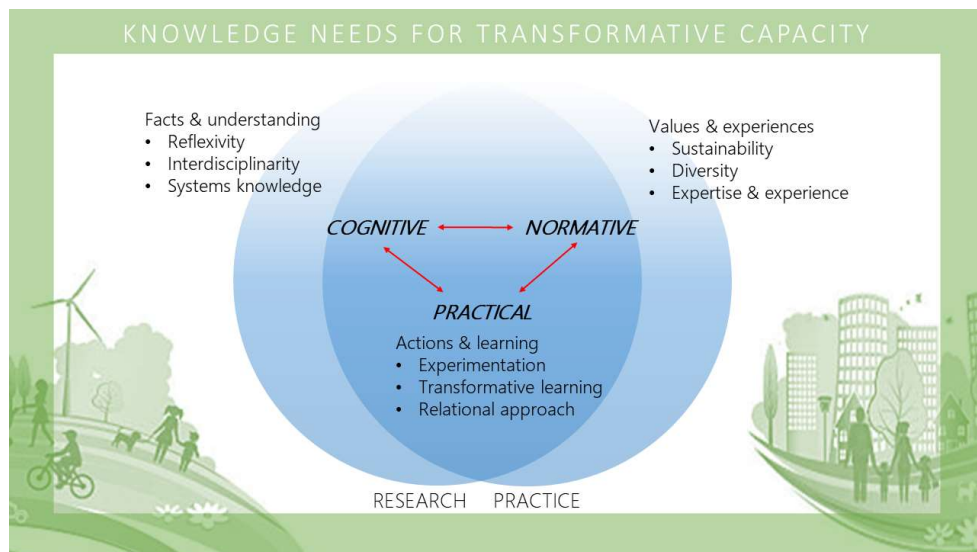 KNOWLEDGE NEEDS FOR TRANSFORMATIVE CAPACITY
Facts & understanding
• Reflexivity
• Interdisciplinarity
• Systems knowledge
Values & experiences
• Sustainability
• Diversity
• Expertise & experience
COGNITIVE
NORMATIVE
PRACTICAL
Actions & learning
• Experimentation
• Transformative learning
• Relational approach
RESEARCH
PRACTICE